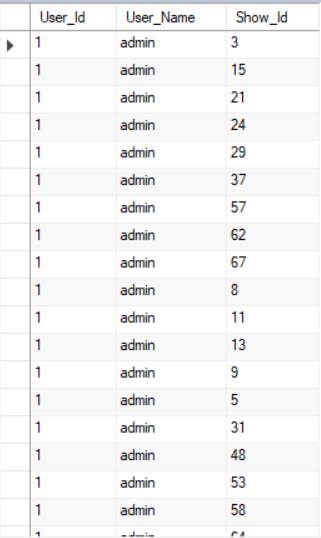 User_Id User_Name Show_Id
1 admin 3
1 admin 15
1 admin 21
1 admin 24
1 admin 29
1 admin 37
1 admin 57
1 admin 62
1 admin 67
1 admin 8
1 admin 11
1 admin 13
1 admin 9
1 admin 5
1 admin 31
1 admin 48
1 admin 53
1 admin 58